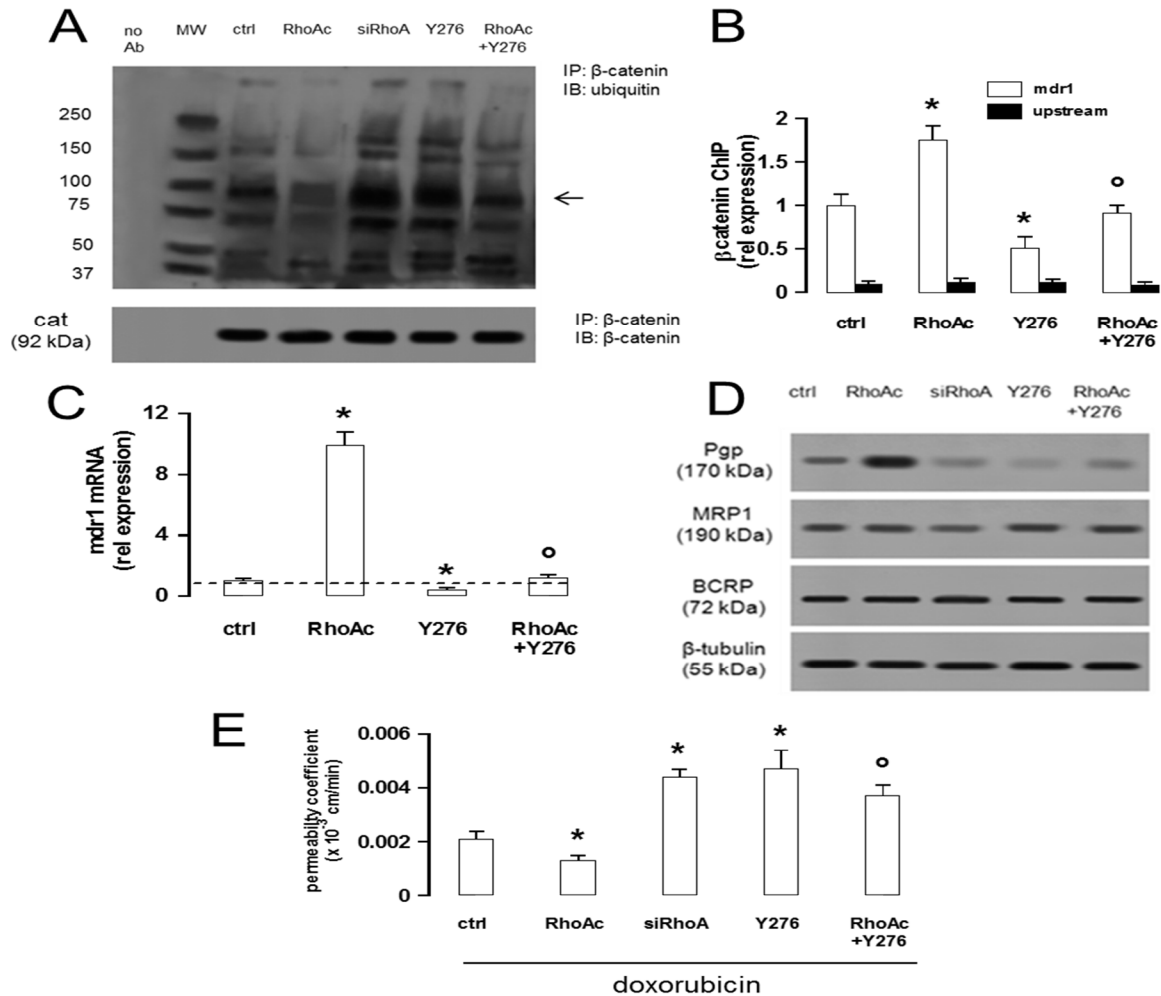 A
no
Ab
MW
ctrl
RhoAc
siRhoA
Y276
RhoAc
+Y276
IP: β-catenin
IB: ubiquitin
250
150
100
75
50
37
cat
(92 kDa)
IP: β-catenin
IB: β-catenin
B
mdr1
upstream
βcatenin ChIP
(rel expression)
2
1.5
1
0.5
0
*
*
o
ctrl
RhoAc
Y276
RhoAc
+Y276
C
mdr1 mRNA
(rel expression)
12
8
4
0
*
*
o
ctrl
RhoAc
Y276
RhoAc
+Y276
D
ctrl
RhoAc
siRhoA
Y276
RhoAc
+Y276
Pgp
(170 kDa)
MRP1
(190 kDa)
BCRP
(72 kDa)
β-tubulin
(55 kDa)
E
permeabilty coefficient
(x 10⁻³ cm/min)
0.006
0.004
0.002
0
*
*
*
o
ctrl
RhoAc
siRhoA
Y276
RhoAc
+Y276
doxorubicin